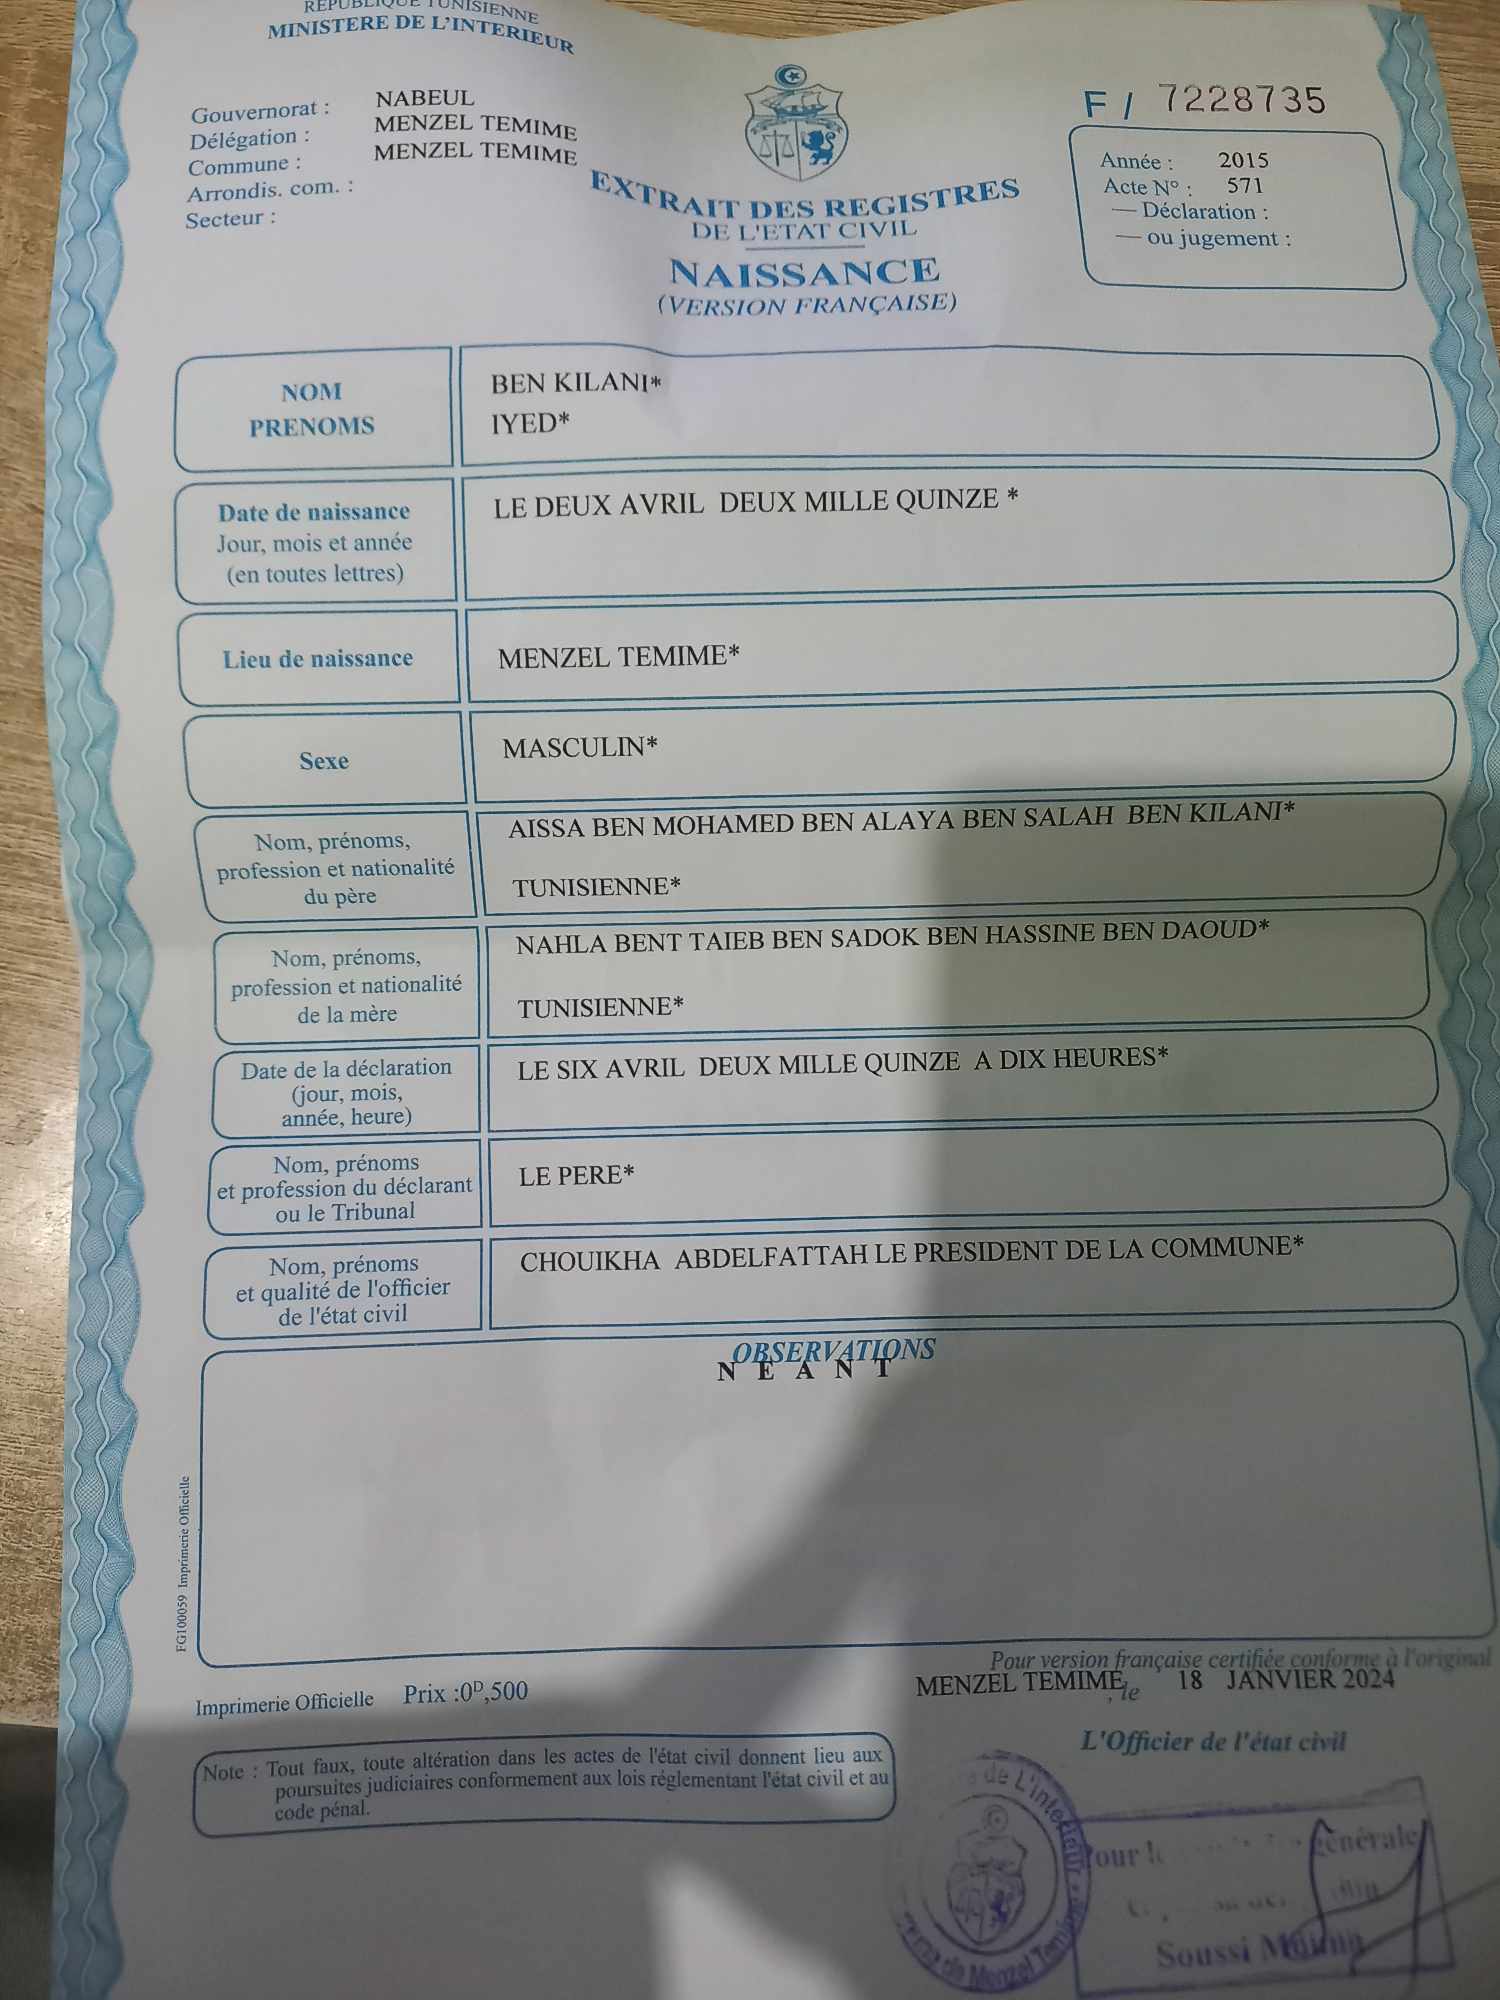 REPUBLIQUE TUNISIENNE
MINISTERE DE L'INTERIEUR
Gouvernorat : NABEUL
Délégation : MENZEL TEMIME
Commune : MENZEL TEMIME
Arrondis. com. :
Secteur :
F / 7228735
Année : 2015
Acte N° : 571
— Déclaration :
— ou jugement :
EXTRAIT DES REGISTRES
DE L'ETAT CIVIL
NAISSANCE
(VERSION FRANÇAISE)
NOM BEN KILANI*
PRENOMS IYED*
Date de naissance
Jour, mois et année
(en toutes lettres)
LE DEUX AVRIL DEUX MILLE QUINZE *
Lieu de naissance MENZEL TEMIME*
Sexe MASCULIN*
Nom, prénoms,
profession et nationalité
du père
AISSA BEN MOHAMED BEN ALAYA BEN SALAH BEN KILANI*
TUNISIENNE*
Nom, prénoms,
profession et nationalité
de la mère
NAHLA BENT TAIEB BEN SADOK BEN HASSINE BEN DAOUD*
TUNISIENNE*
Date de la déclaration
(jour, mois,
année, heure)
LE SIX AVRIL DEUX MILLE QUINZE A DIX HEURES*
Nom, prénoms
et profession du déclarant
ou le Tribunal
LE PERE*
Nom, prénoms
et qualité de l'officier
de l'état civil
CHOUIKHA ABDELFATTAH LE PRESIDENT DE LA COMMUNE*
OBSERVATIONS
N E A N T
FG100059 Imprimerie Officielle
Pour version française certifiée conforme à l'original
MENZEL TEMIME, le 18 JANVIER 2024
Imprimerie Officielle Prix :0ᴰ,500
L'Officier de l'état civil
Note : Tout faux, toute altération dans les actes de l'état civil donnent lieu aux
poursuites judiciaires conformement aux lois réglementant l'état civil et au
code pénal.
de L'interieur
de Menzel Temime
générale
Soussi